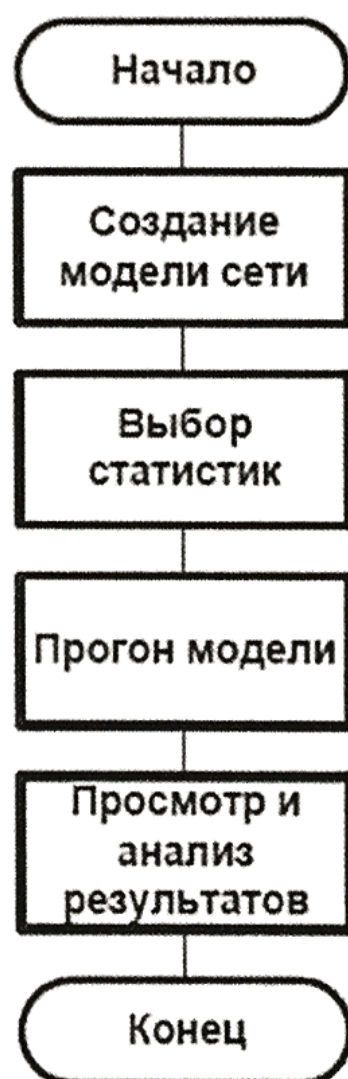 Начало
Создание
модели сети
Выбор
статистик
Прогон модели
Просмотр и
анализ
результатов
Конец